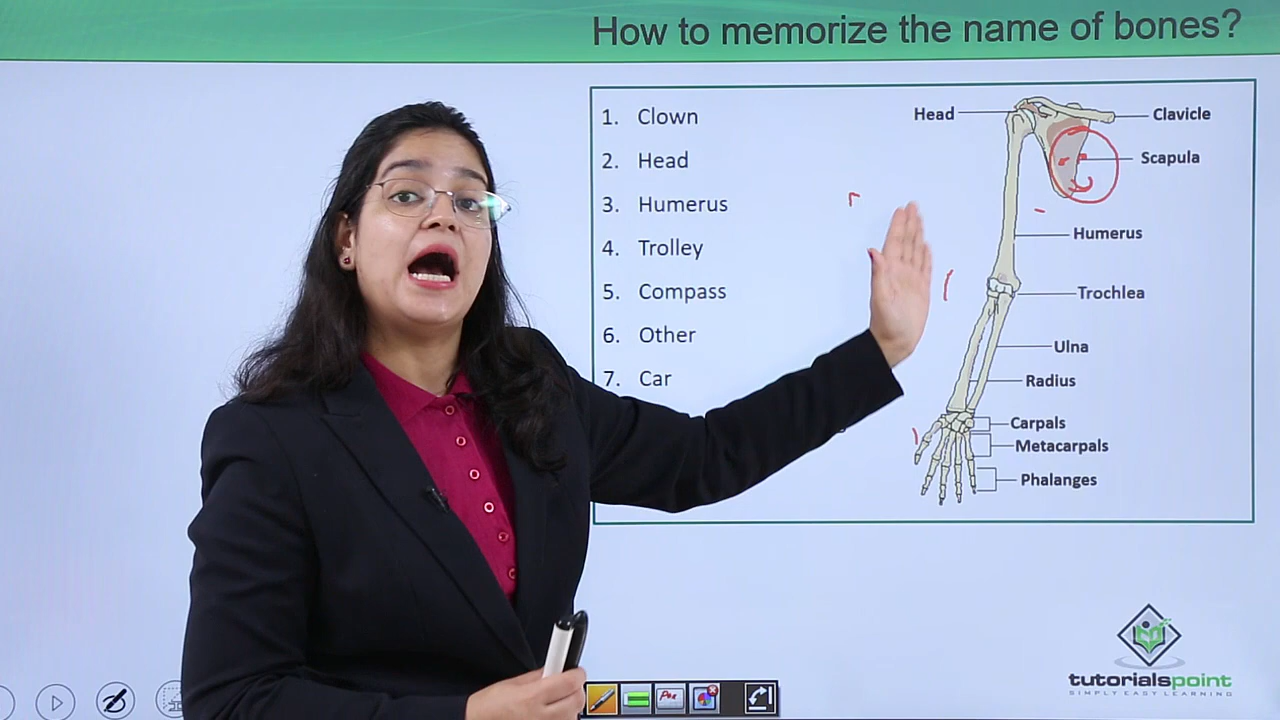 How to memorize the name of bones?
1. Clown
2. Head
3. Humerus
4. Trolley
5. Compass
6. Other
7. Car
Head
Clavicle
Scapula
Humerus
Trochlea
Ulna
Radius
Carpals
Metacarpals
Phalanges
Pen
tutorialspoint
SIMPLY EASY LEARNING